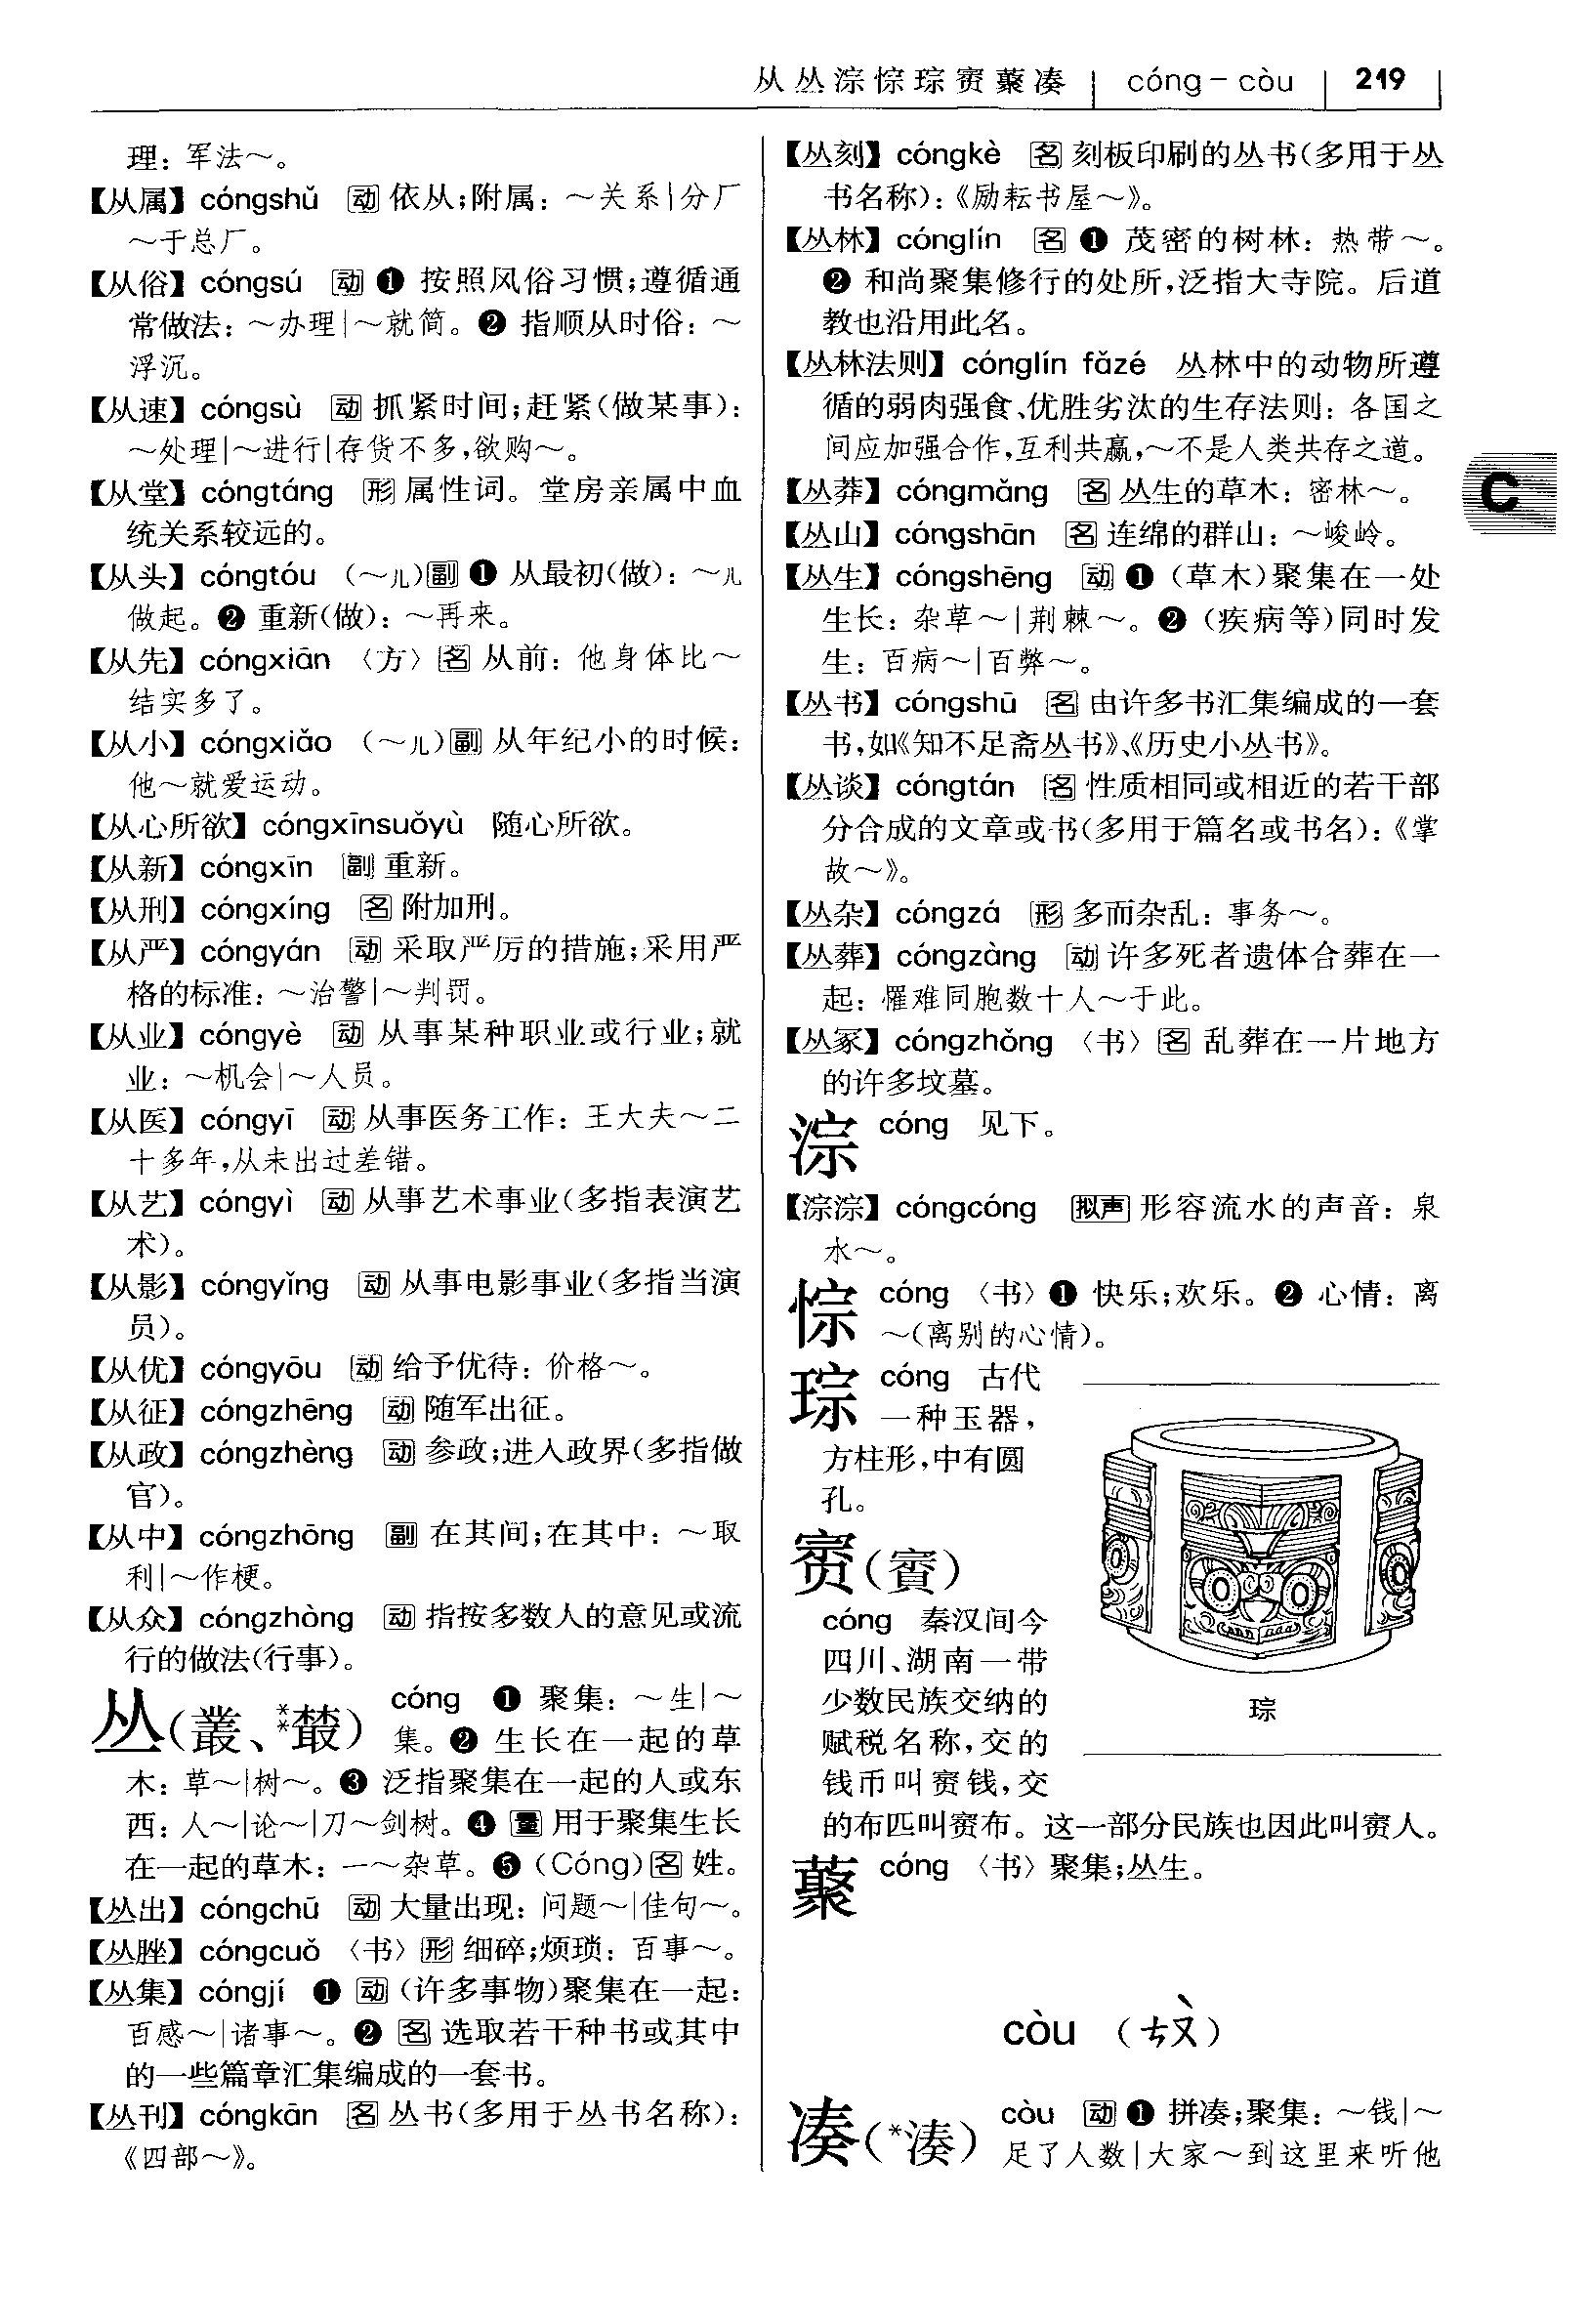 从丛淙悰琮賨藂凑 | cóng－còu | 219
理：军法～。
【从属】cóngshǔ 动 依从；附属：～关系|分厂
～于总厂。
【从俗】cóngsú 动 ❶ 按照风俗习惯；遵循通
常做法：～办理|～就简。❷ 指顺从时俗：～
浮沉。
【从速】cóngsù 动 抓紧时间；赶紧（做某事）：
～处理|～进行|存货不多，欲购～。
【从堂】cóngtáng 形 属性词。堂房亲属中血
统关系较远的。
【从头】cóngtóu （～儿）副 ❶ 从最初（做）：～儿
做起。❷ 重新（做）：～再来。
【从先】cóngxiān 〈方〉名 从前：他身体比～
结实多了。
【从小】cóngxiǎo （～儿）副 从年纪小的时候：
他～就爱运动。
【从心所欲】cóngxīnsuǒyù 随心所欲。
【从新】cóngxīn 副 重新。
【从刑】cóngxíng 名 附加刑。
【从严】cóngyán 动 采取严厉的措施；采用严
格的标准：～治警|～判罚。
【从业】cóngyè 动 从事某种职业或行业；就
业：～机会|～人员。
【从医】cóngyī 动 从事医务工作：王大夫～二
十多年，从未出过差错。
【从艺】cóngyì 动 从事艺术事业（多指表演艺
术）。
【从影】cóngyǐng 动 从事电影事业（多指当演
员）。
【从优】cóngyōu 动 给予优待：价格～。
【从征】cóngzhēng 动 随军出征。
【从政】cóngzhèng 动 参政；进入政界（多指做
官）。
【从中】cóngzhōng 副 在其间；在其中：～取
利|～作梗。
【从众】cóngzhòng 动 指按多数人的意见或流
行的做法（行事）。
丛（叢、**藂） cóng ❶ 聚集：～生|～
集。❷ 生长在一起的草
木：草～|树～。❸ 泛指聚集在一起的人或东
西：人～|论～|刀～剑树。❹ 量 用于聚集生长
在一起的草木：一～杂草。❺（Cóng）名 姓。
【丛出】cóngchū 动 大量出现：问题～|佳句～。
【丛脞】cóngcuǒ 〈书〉形 细碎；烦琐：百事～。
【丛集】cóngjí ❶ 动（许多事物）聚集在一起：
百感～|诸事～。❷ 名 选取若干种书或其中
的一些篇章汇集编成的一套书。
【丛刊】cóngkān 名 丛书（多用于丛书名称）：
《四部～》。
【丛刻】cóngkè 名 刻板印刷的丛书（多用于丛
书名称）：《励耘书屋～》。
【丛林】cónglín 名 ❶ 茂密的树林：热带～。
❷ 和尚聚集修行的处所，泛指大寺院。后道
教也沿用此名。
【丛林法则】cónglín fǎzé 丛林中的动物所遵
循的弱肉强食、优胜劣汰的生存法则：各国之
间应加强合作，互利共赢，～不是人类共存之道。
【丛莽】cóngmǎng 名 丛生的草木：密林～。
【丛山】cóngshān 名 连绵的群山：～峻岭。
【丛生】cóngshēng 动 ❶（草木）聚集在一处
生长：杂草～|荆棘～。❷（疾病等）同时发
生：百病～|百弊～。
【丛书】cóngshū 名 由许多书汇集编成的一套
书，如《知不足斋丛书》、《历史小丛书》。
【丛谈】cóngtán 名 性质相同或相近的若干部
分合成的文章或书（多用于篇名或书名）：《掌
故～》。
【丛杂】cóngzá 形 多而杂乱：事务～。
【丛葬】cóngzàng 动 许多死者遗体合葬在一
起：罹难同胞数十人～于此。
【丛冢】cóngzhǒng 〈书〉名 乱葬在一片地方
的许多坟墓。
淙 cóng 见下。
【淙淙】cóngcóng 拟声 形容流水的声音：泉
水～。
悰 cóng 〈书〉❶ 快乐；欢乐。❷ 心情：离
～（离别的心情）。
琮 cóng 古代
一种玉器，
方柱形，中有圆
孔。
琮
賨（賨）
cóng 秦汉间今
四川、湖南一带
少数民族交纳的
赋税名称，交的
钱币叫賨钱，交
的布匹叫賨布。这一部分民族也因此叫賨人。
藂 cóng 〈书〉聚集；丛生。
C
còu （ㄘㄡˋ）
凑（*湊） còu 动 ❶ 拼凑；聚集：～钱|～
足了人数|大家～到这里来听他